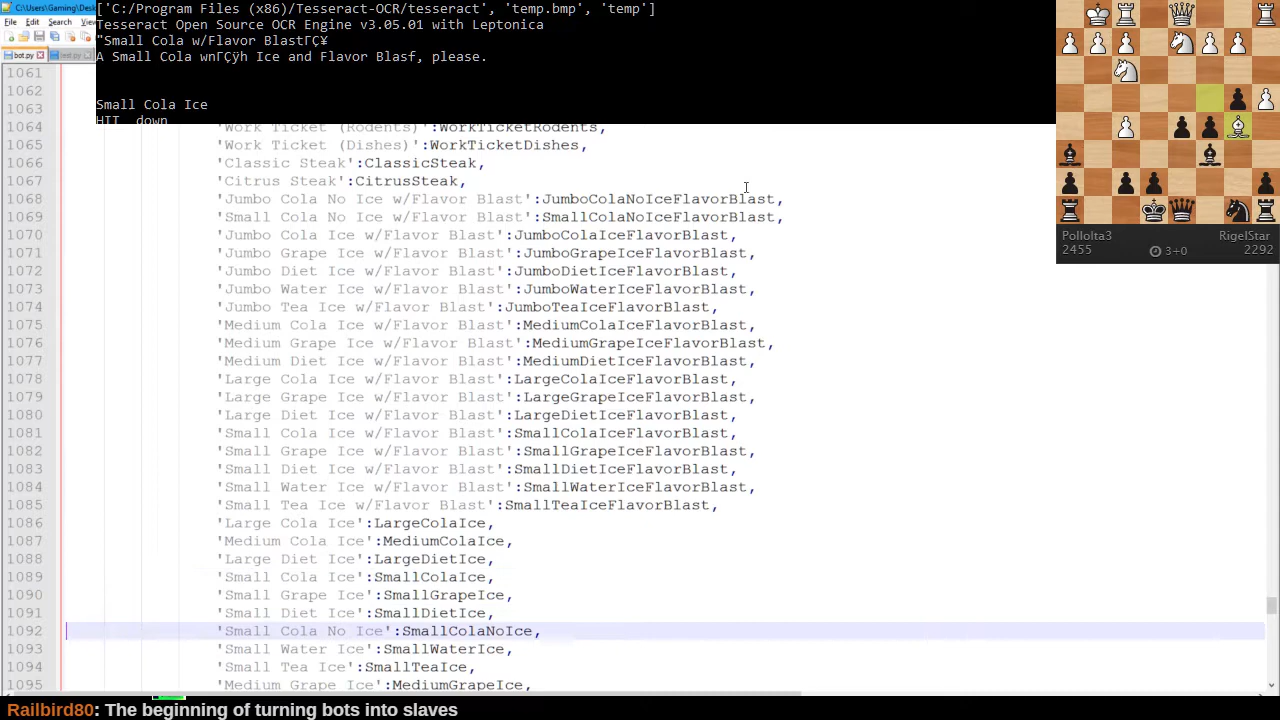 C:\Users\Gaming\Desk
['C:/Program Files (x86)/Tesseract-OCR/tesseract', 'temp.bmp', 'temp']
File Edit Search
Tesseract Open Source OCR Engine v3.05.01 with Leptonica
"Small Cola w/Flavor BlastΓÇ¥
bot.py
A Small Cola wnΓÇÿh Ice and Flavor Blasf, please.
1061
1062
1063 Small Cola Ice
HIT down
1064 'Work Ticket (Rodents)':WorkTicketRodents,
1065 'Work Ticket (Dishes)':WorkTicketDishes,
1066 'Classic Steak':ClassicSteak,
1067 'Citrus Steak':CitrusSteak,
1068 'Jumbo Cola No Ice w/Flavor Blast':JumboColaNoIceFlavorBlast,
1069 'Small Cola No Ice w/Flavor Blast':SmallColaNoIceFlavorBlast,
1070 'Jumbo Cola Ice w/Flavor Blast':JumboColaIceFlavorBlast,
1071 'Jumbo Grape Ice w/Flavor Blast':JumboGrapeIceFlavorBlast,
1072 'Jumbo Diet Ice w/Flavor Blast':JumboDietIceFlavorBlast,
1073 'Jumbo Water Ice w/Flavor Blast':JumboWaterIceFlavorBlast,
1074 'Jumbo Tea Ice w/Flavor Blast':JumboTeaIceFlavorBlast,
1075 'Medium Cola Ice w/Flavor Blast':MediumColaIceFlavorBlast,
1076 'Medium Grape Ice w/Flavor Blast':MediumGrapeIceFlavorBlast,
1077 'Medium Diet Ice w/Flavor Blast':MediumDietIceFlavorBlast,
1078 'Large Cola Ice w/Flavor Blast':LargeColaIceFlavorBlast,
1079 'Large Grape Ice w/Flavor Blast':LargeGrapeIceFlavorBlast,
1080 'Large Diet Ice w/Flavor Blast':LargeDietIceFlavorBlast,
1081 'Small Cola Ice w/Flavor Blast':SmallColaIceFlavorBlast,
1082 'Small Grape Ice w/Flavor Blast':SmallGrapeIceFlavorBlast,
1083 'Small Diet Ice w/Flavor Blast':SmallDietIceFlavorBlast,
1084 'Small Water Ice w/Flavor Blast':SmallWaterIceFlavorBlast,
1085 'Small Tea Ice w/Flavor Blast':SmallTeaIceFlavorBlast,
1086 'Large Cola Ice':LargeColaIce,
1087 'Medium Cola Ice':MediumColaIce,
1088 'Large Diet Ice':LargeDietIce,
1089 'Small Cola Ice':SmallColaIce,
1090 'Small Grape Ice':SmallGrapeIce,
1091 'Small Diet Ice':SmallDietIce,
1092 'Small Cola No Ice':SmallColaNoIce,
1093 'Small Water Ice':SmallWaterIce,
1094 'Small Tea Ice':SmallTeaIce,
1095 'Medium Grape Ice':MediumGrapeIce,
Pollolta3 RigelStar
2455 3+0 2292
Railbird80: The beginning of turning bots into slaves